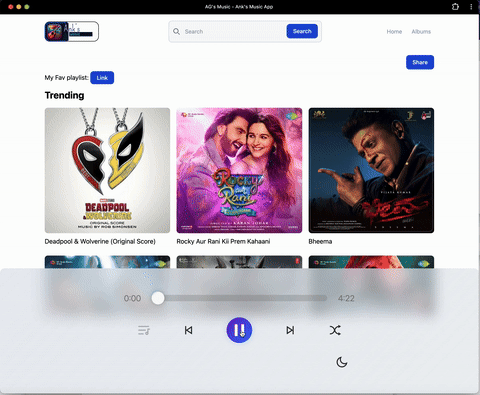 AG's Music - Ank's Music App
Search
Search
Home
Albums
Share
My Fav playlist:
Link
Trending
DEADPOOL
& WOLVERINE
ORIGINAL SCORE
MUSIC BY ROB SIMONSEN
Rocky
Rani
Deadpool & Wolverine (Original Score)
Rocky Aur Rani Kii Prem Kahaani
Bheema
0:00
4:22